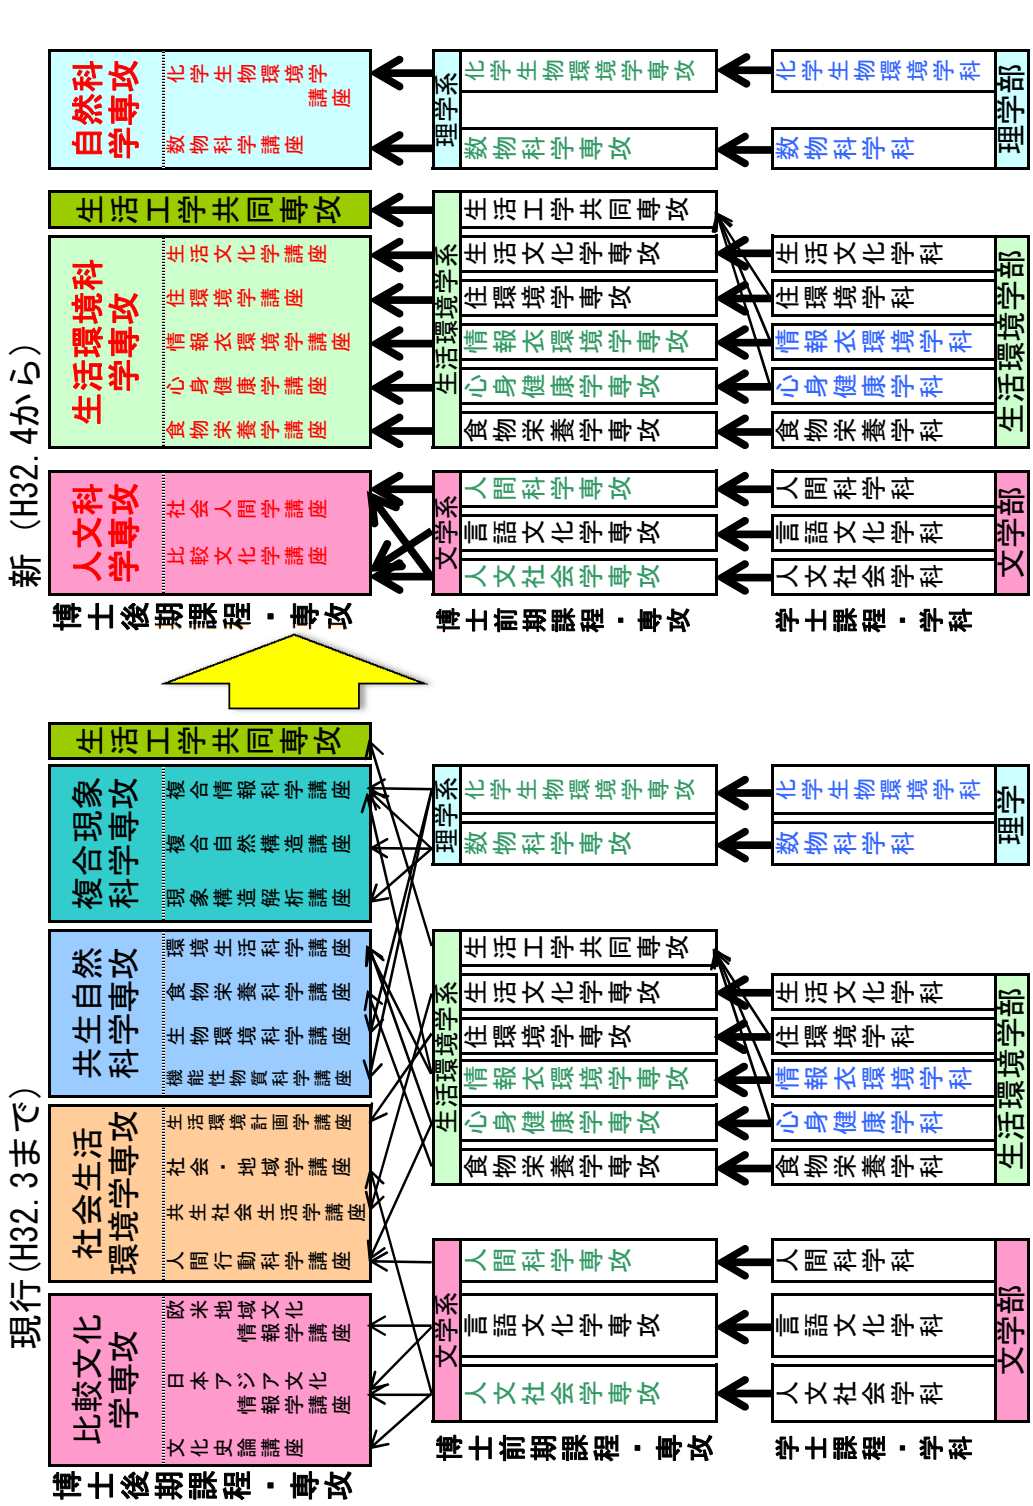 現行(H32.3まで)
博士後期課程・専攻
比較文化
学専攻
文化史論講座
日本アジア文化
情報学講座
欧米地域文化
情報学講座
社会生活
環境学専攻
人間行動科学講座
共生社会生活学講座
社会・地域学講座
生活環境計画学講座
共生自然
科学専攻
機能性物質科学講座
生物環境科学講座
食物栄養科学講座
環境生活科学講座
複合現象
科学専攻
現象構造解析講座
複合自然構造講座
複合情報科学講座
生活工学共同専攻
博士前期課程・専攻
文学系
人文社会学専攻
言語文化学専攻
人間科学専攻
生活環境学系
食物栄養学専攻
心身健康学専攻
情報衣環境学専攻
住環境学専攻
生活文化学専攻
生活工学共同専攻
理学系
数物科学専攻
化学生物環境学専攻
学士課程・学科
人文社会学科
言語文化学科
人間科学科
文学部
食物栄養学科
心身健康学科
情報衣環境学科
住環境学科
生活文化学科
生活環境学部
数物科学科
化学生物環境学科
理学
新（H32.4から）
博士後期課程・専攻
人文科
学専攻
比較文化学講座
社会人間学講座
生活環境科
学専攻
食物栄養学講座
心身健康学講座
情報衣環境学講座
住環境学講座
生活文化学講座
生活工学共同専攻
自然科
学専攻
数物科学講座
化学生物環境学
講座
博士前期課程・専攻
文学系
人文社会学専攻
言語文化学専攻
人間科学専攻
生活環境学系
食物栄養学専攻
心身健康学専攻
情報衣環境学専攻
住環境学専攻
生活文化学専攻
生活工学共同専攻
理学系
数物科学専攻
化学生物環境学専攻
学士課程・学科
人文社会学科
言語文化学科
人間科学科
文学部
食物栄養学科
心身健康学科
情報衣環境学科
住環境学科
生活文化学科
生活環境学部
数物科学科
化学生物環境学科
理学部